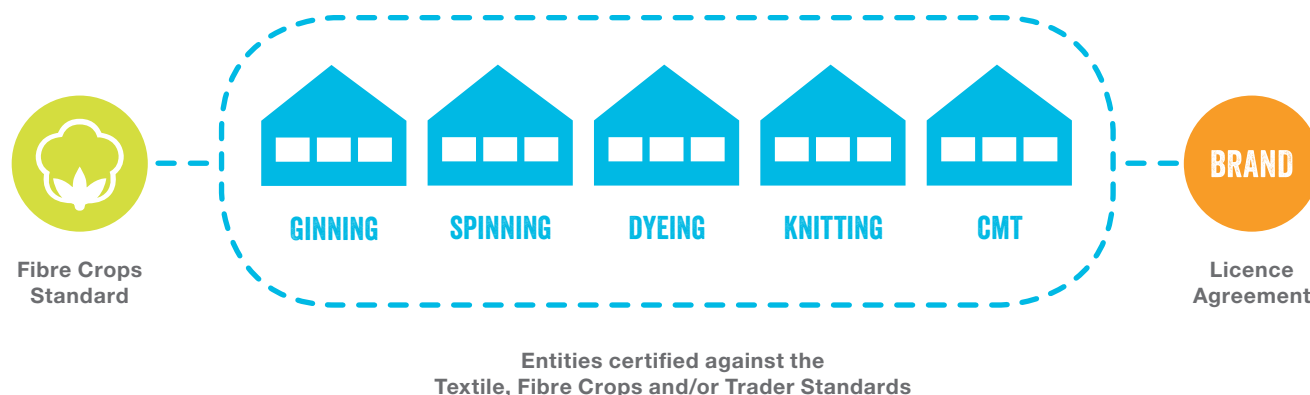 BRAND
GINNING
SPINNING
DYEING
KNITTING
CMT
Fibre Crops
Standard
Licence
Agreement
Entities certified against the
Textile, Fibre Crops and/or Trader Standards